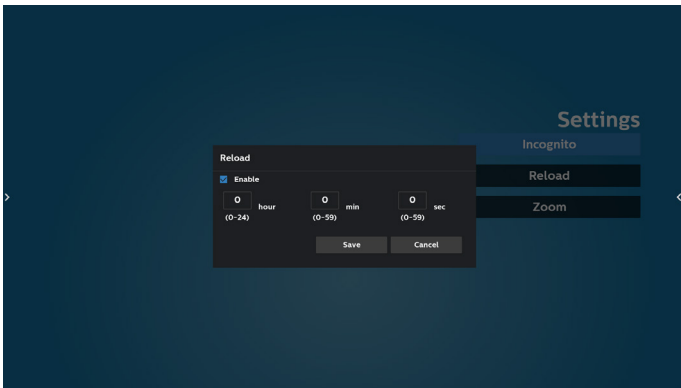 Settings
Incognito
Reload
Zoom
Reload
Enable
0 hour 0 min 0 sec
(0-24) (0-59) (0-59)
Save Cancel